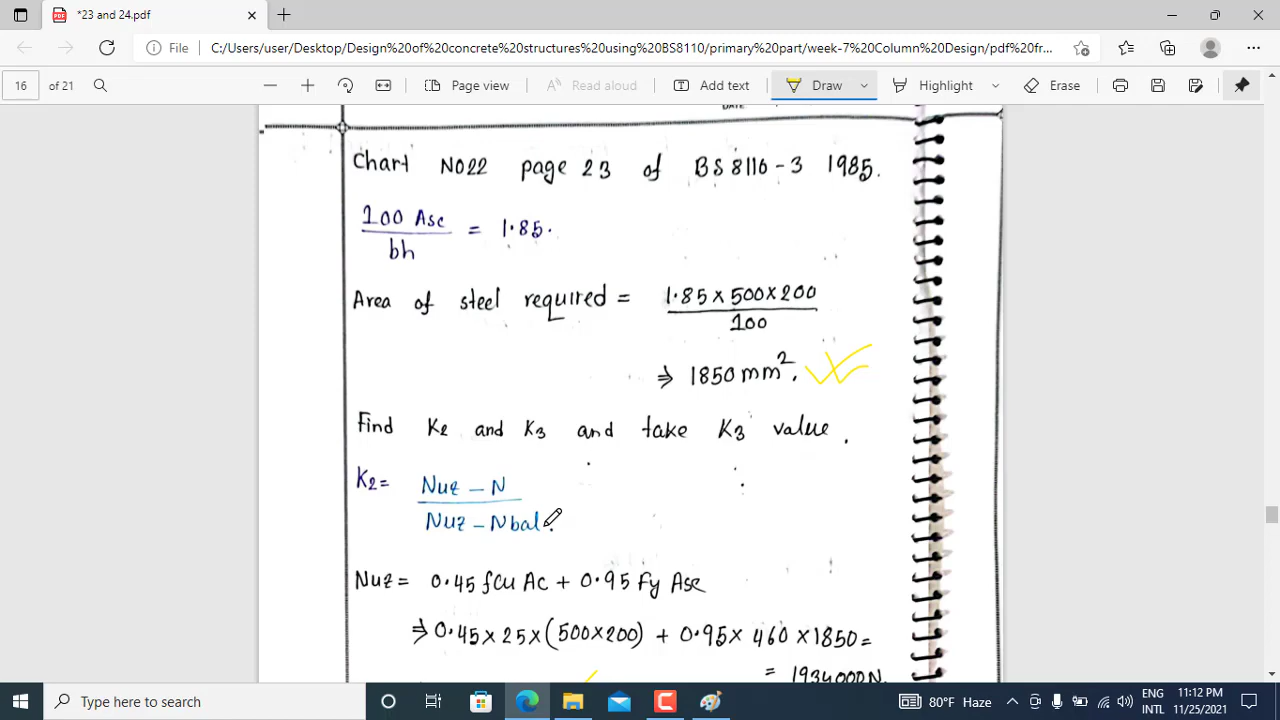 *23 and 24.pdf
File C:/Users/user/Desktop/Design%20of%20concrete%20structures%20using%20BS8110/primary%20part/week-7%20Column%20Design/pdf%20fr...
16 of 21 Page view Read aloud Add text Draw Highlight Erase
DATE
Chart NO22 page 23 of BS 8110-3 1985.
100 Asc
bh
= 1.85.
Area of steel required = 1.85×500×200
100
⇒ 1850 mm².
Find K2 and K3 and take K3 value.
K2= Nuz - N
Nuz - Nbal
Nuz= 0.45 fcu Ac + 0.95 Fy Asc
⇒ 0.45×25×(500×200) + 0.95×460×1850=
= 1934000N.
Type here to search
80°F Haze
ENG
INTL
:12 PM
11/25/2021